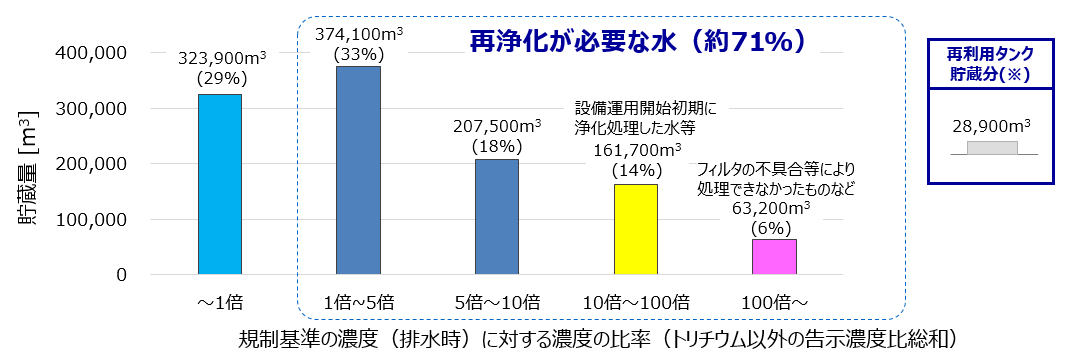 再浄化が必要な水（約71%）
400,000
300,000
200,000
100,000
0
貯蔵量 [m³]
323,900m³
(29%)
374,100m³
(33%)
207,500m³
(18%)
設備運用開始初期に
浄化処理した水等
161,700m³
(14%)
フィルタの不具合等により
処理できなかったものなど
63,200m³
(6%)
～1倍
1倍~5倍
5倍～10倍
10倍～100倍
100倍～
規制基準の濃度（排水時）に対する濃度の比率（トリチウム以外の告示濃度比総和）
再利用タンク
貯蔵分(※)
28,900m³